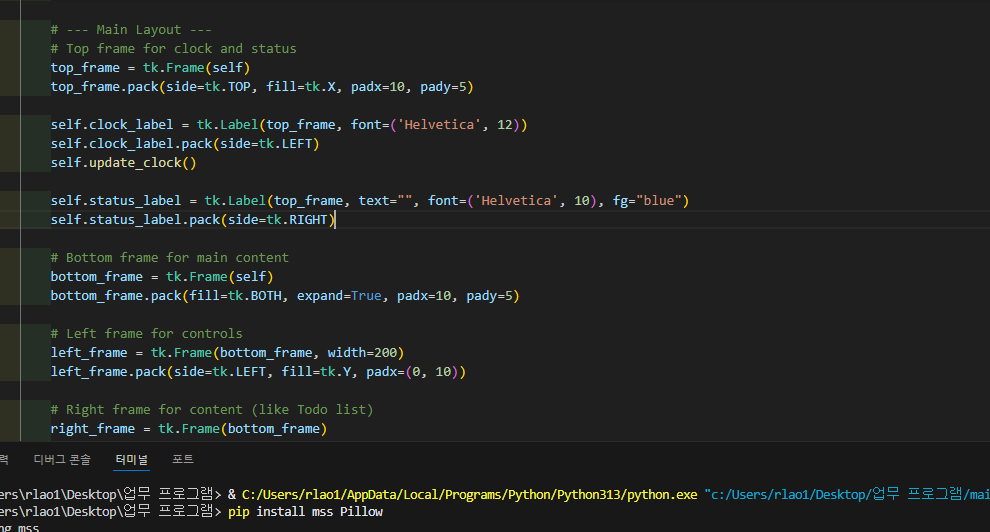 # --- Main Layout ---
# Top frame for clock and status
top_frame = tk.Frame(self)
top_frame.pack(side=tk.TOP, fill=tk.X, padx=10, pady=5)
self.clock_label = tk.Label(top_frame, font=('Helvetica', 12))
self.clock_label.pack(side=tk.LEFT)
self.update_clock()
self.status_label = tk.Label(top_frame, text="", font=('Helvetica', 10), fg="blue")
self.status_label.pack(side=tk.RIGHT)
# Bottom frame for main content
bottom_frame = tk.Frame(self)
bottom_frame.pack(fill=tk.BOTH, expand=True, padx=10, pady=5)
# Left frame for controls
left_frame = tk.Frame(bottom_frame, width=200)
left_frame.pack(side=tk.LEFT, fill=tk.Y, padx=(0, 10))
# Right frame for content (like Todo list)
right_frame = tk.Frame(bottom_frame)
력 디버그 콘솔 터미널 포트
ers\rlao1\Desktop\업무 프로그램> & C:/Users/rlao1/AppData/Local/Programs/Python/Python313/python.exe "c:/Users/rlao1/Desktop/업무 프로그램/mai
ers\rlao1\Desktop\업무 프로그램> pip install mss Pillow
ng mss